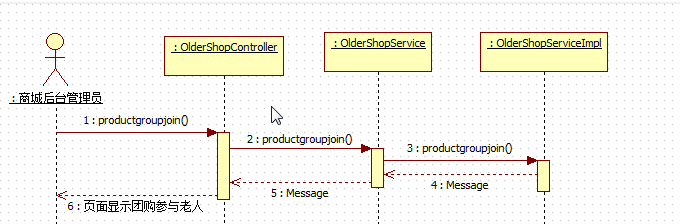 : OlderShopController
: OlderShopService
: OlderShopServiceImpl
: 商城后台管理员
1 : productgroupjoin()
2 : productgroupjoin()
3 : productgroupjoin()
4 : Message
5 : Message
6 : 页面显示团购参与老人